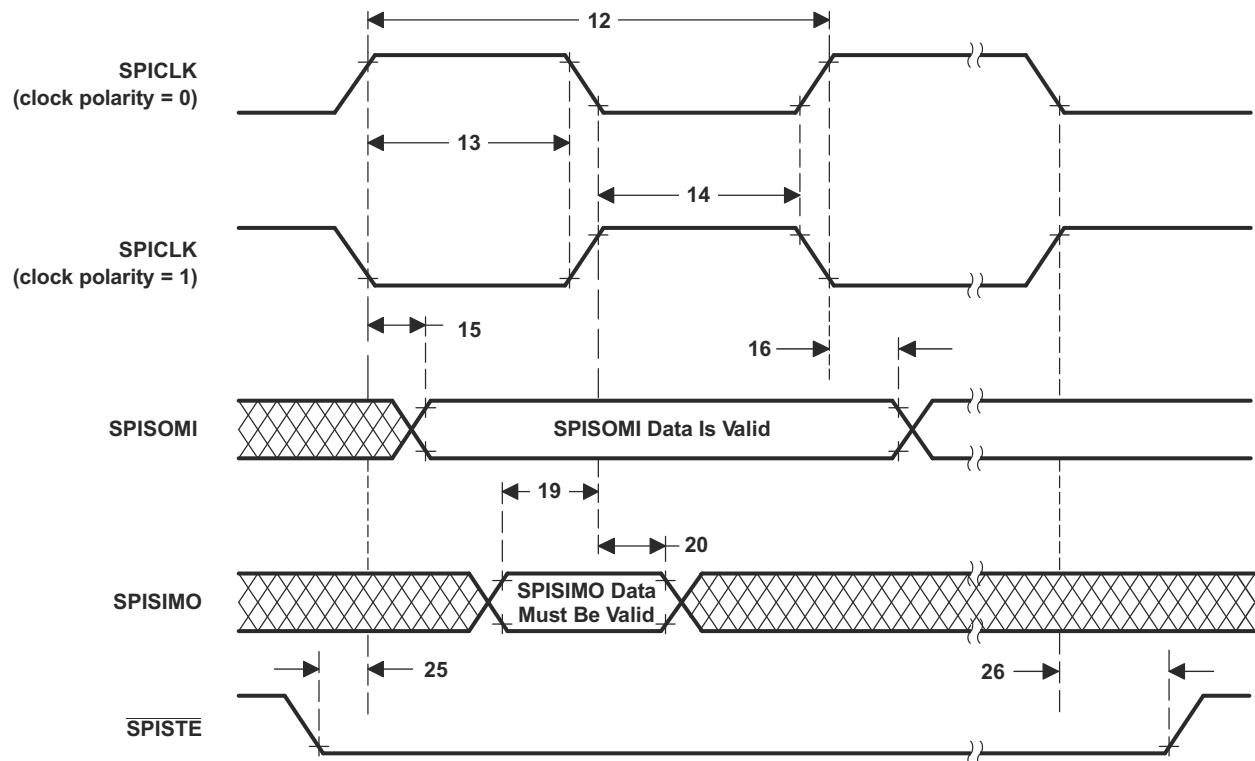 12
SPICLK
(clock polarity = 0)
13
14
SPICLK
(clock polarity = 1)
15
16
SPISOMI
SPISOMI Data Is Valid
19
20
SPISIMO
SPISIMO Data
Must Be Valid
25
26
SPISTE